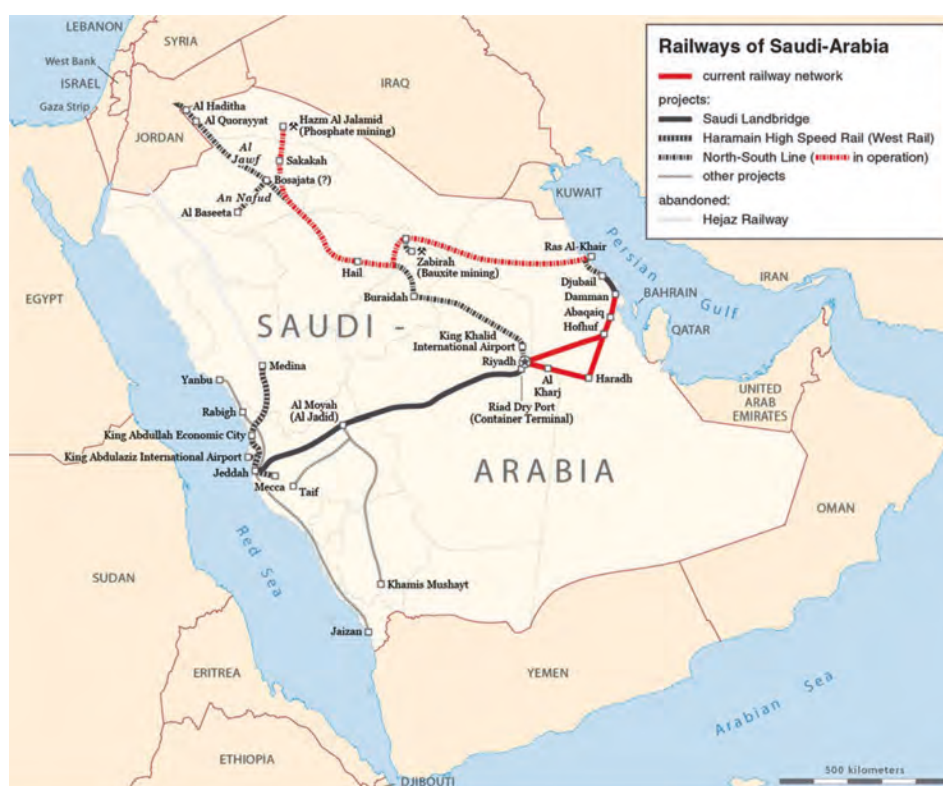 LEBANON
SYRIA
West Bank
ISRAEL
Gaza Strip
JORDAN
IRAQ
IRAN
KUWAIT
EGYPT
SUDAN
ERITREA
ETHIOPIA
DJIBOUTI
YEMEN
OMAN
UNITED
ARAB
EMIRATES
QATAR
BAHRAIN
Persian Gulf
Red Sea
Arabian Sea
SAUDI -
ARABIA
Railways of Saudi-Arabia
current railway network
projects:
Saudi Landbridge
Haramain High Speed Rail (West Rail)
North-South Line ( in operation)
other projects
abandoned:
Hejaz Railway
Al Haditha
Al Quorayyat
Al
Jawf
Hazm Al Jalamid
(Phosphate mining)
Sakakah
Bosajata (?)
An Nafud
Al Baseeta
Hail
Zabirah
(Bauxite mining)
Buraidah
Ras Al-Khair
Djubail
Damman
Abaqaiq
Hofhuf
King Khalid
International Airport
Riyadh
Al
Kharj
Haradh
Riad Dry Port
(Container Terminal)
Medina
Yanbu
Rabigh
King Abdullah Economic City
King Abdulaziz International Airport
Jeddah
Mecca
Taif
Al Moyah
(Al Jadid)
Khamis Mushayt
Jaizan
500 kilometers